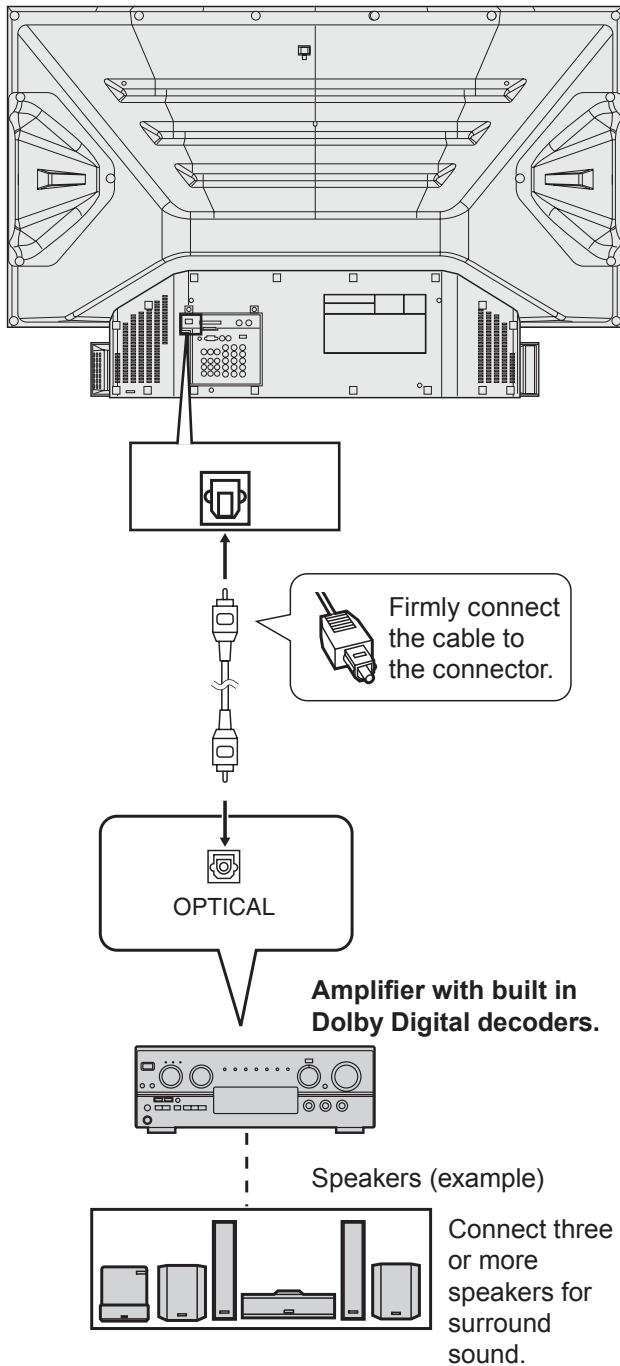 Firmly connect
the cable to
the connector.
OPTICAL
Amplifier with built in
Dolby Digital decoders.
Speakers (example)
Connect three
or more
speakers for
surround
sound.